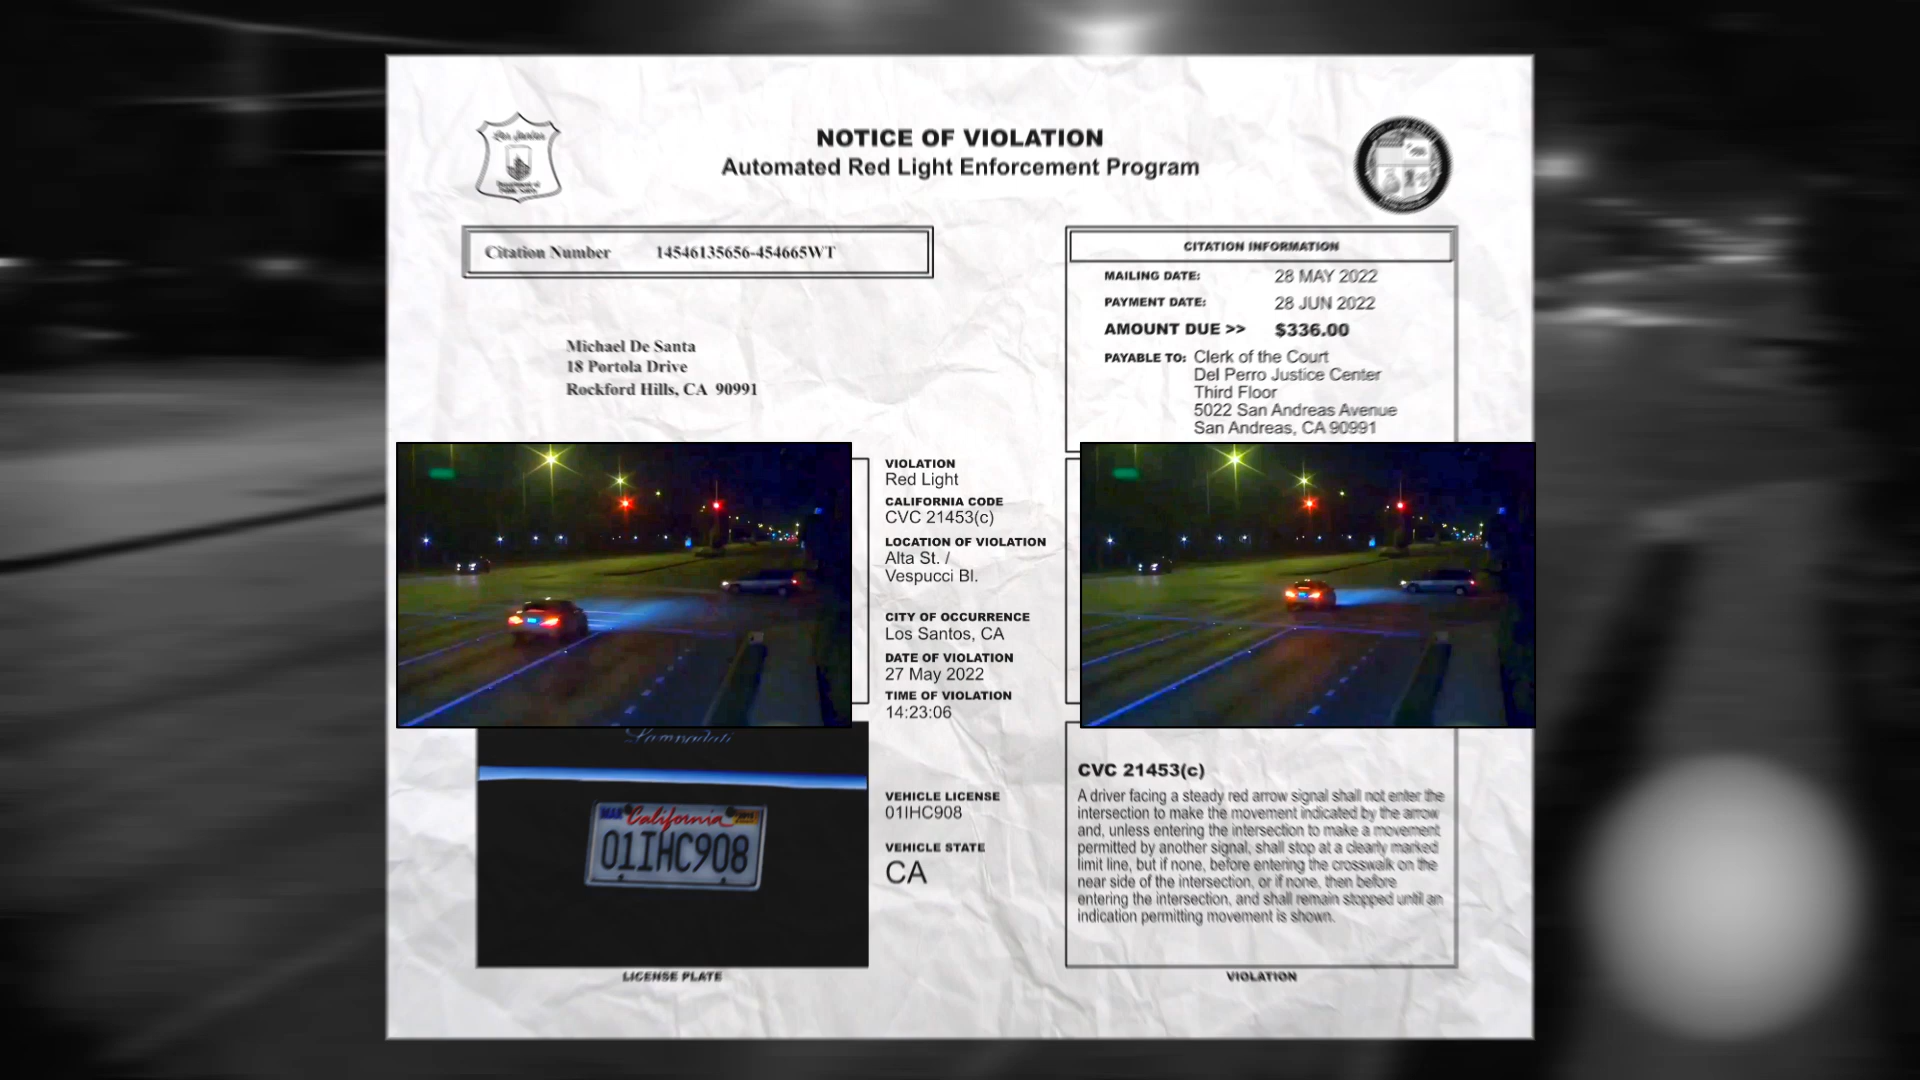 Los Santos
Department of
Public Safety
NOTICE OF VIOLATION
Automated Red Light Enforcement Program
Citation Number 14546135656-454665WT
Michael De Santa
18 Portola Drive
Rockford Hills, CA 90991
CITATION INFORMATION
MAILING DATE: 28 MAY 2022
PAYMENT DATE: 28 JUN 2022
AMOUNT DUE >> $336.00
PAYABLE TO: Clerk of the Court
Del Perro Justice Center
Third Floor
5022 San Andreas Avenue
San Andreas, CA 90991
VIOLATION
Red Light
CALIFORNIA CODE
CVC 21453(c)
LOCATION OF VIOLATION
Alta St. /
Vespucci Bl.
CITY OF OCCURRENCE
Los Santos, CA
DATE OF VIOLATION
27 May 2022
TIME OF VIOLATION
14:23:06
Lampadati
MAR California
01IHC908
LICENSE PLATE
VEHICLE LICENSE
01IHC908
VEHICLE STATE
CA
CVC 21453(c)
A driver facing a steady red arrow signal shall not enter the
intersection to make the movement indicated by the arrow
and, unless entering the intersection to make a movement
permitted by another signal, shall stop at a clearly marked
limit line, but if none, before entering the crosswalk on the
near side of the intersection, or if none, then before
entering the intersection, and shall remain stopped until an
indication permitting movement is shown.
VIOLATION